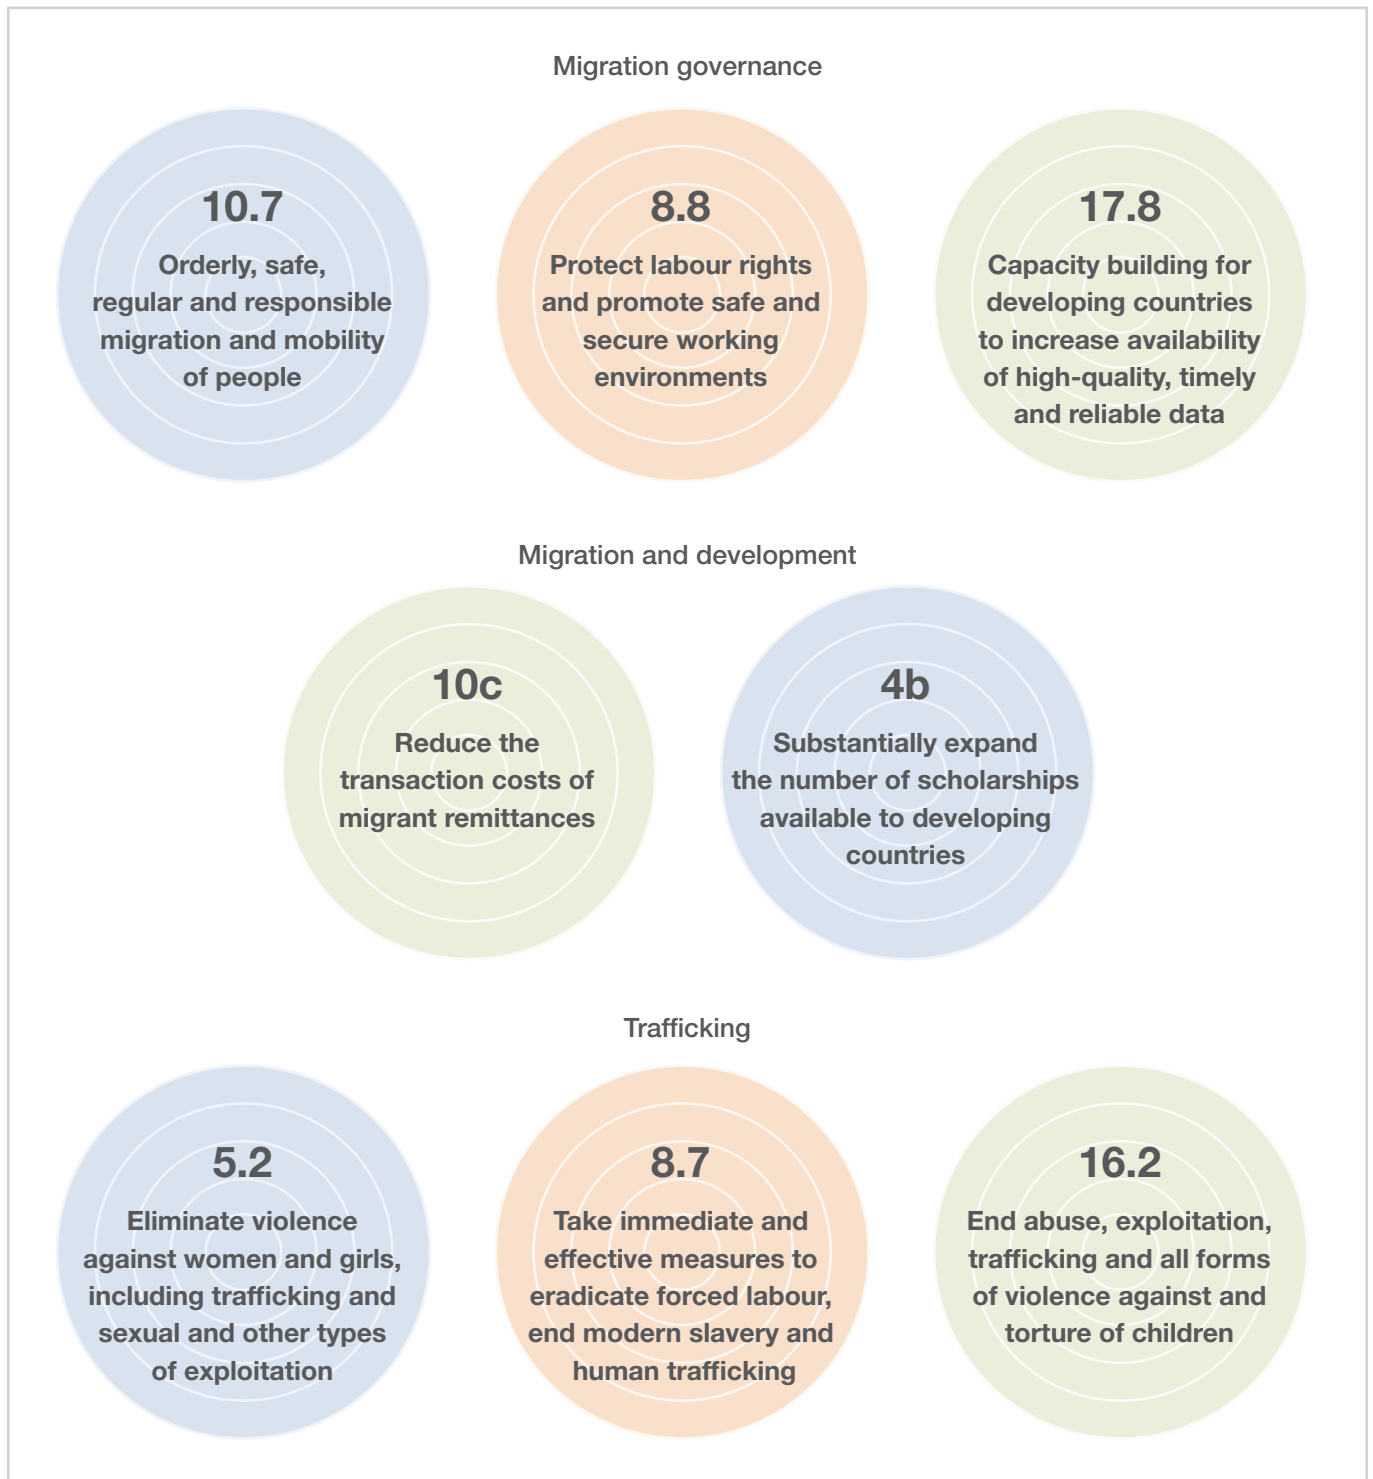 Migration governance
10.7
Orderly, safe,
regular and responsible
migration and mobility
of people
8.8
Protect labour rights
and promote safe and
secure working
environments
17.8
Capacity building for
developing countries
to increase availability
of high-quality, timely
and reliable data
Migration and development
10c
Reduce the
transaction costs of
migrant remittances
4b
Substantially expand
the number of scholarships
available to developing
countries
Trafficking
5.2
Eliminate violence
against women and girls,
including trafficking and
sexual and other types
of exploitation
8.7
Take immediate and
effective measures to
eradicate forced labour,
end modern slavery and
human trafficking
16.2
End abuse, exploitation,
trafficking and all forms
of violence against and
torture of children